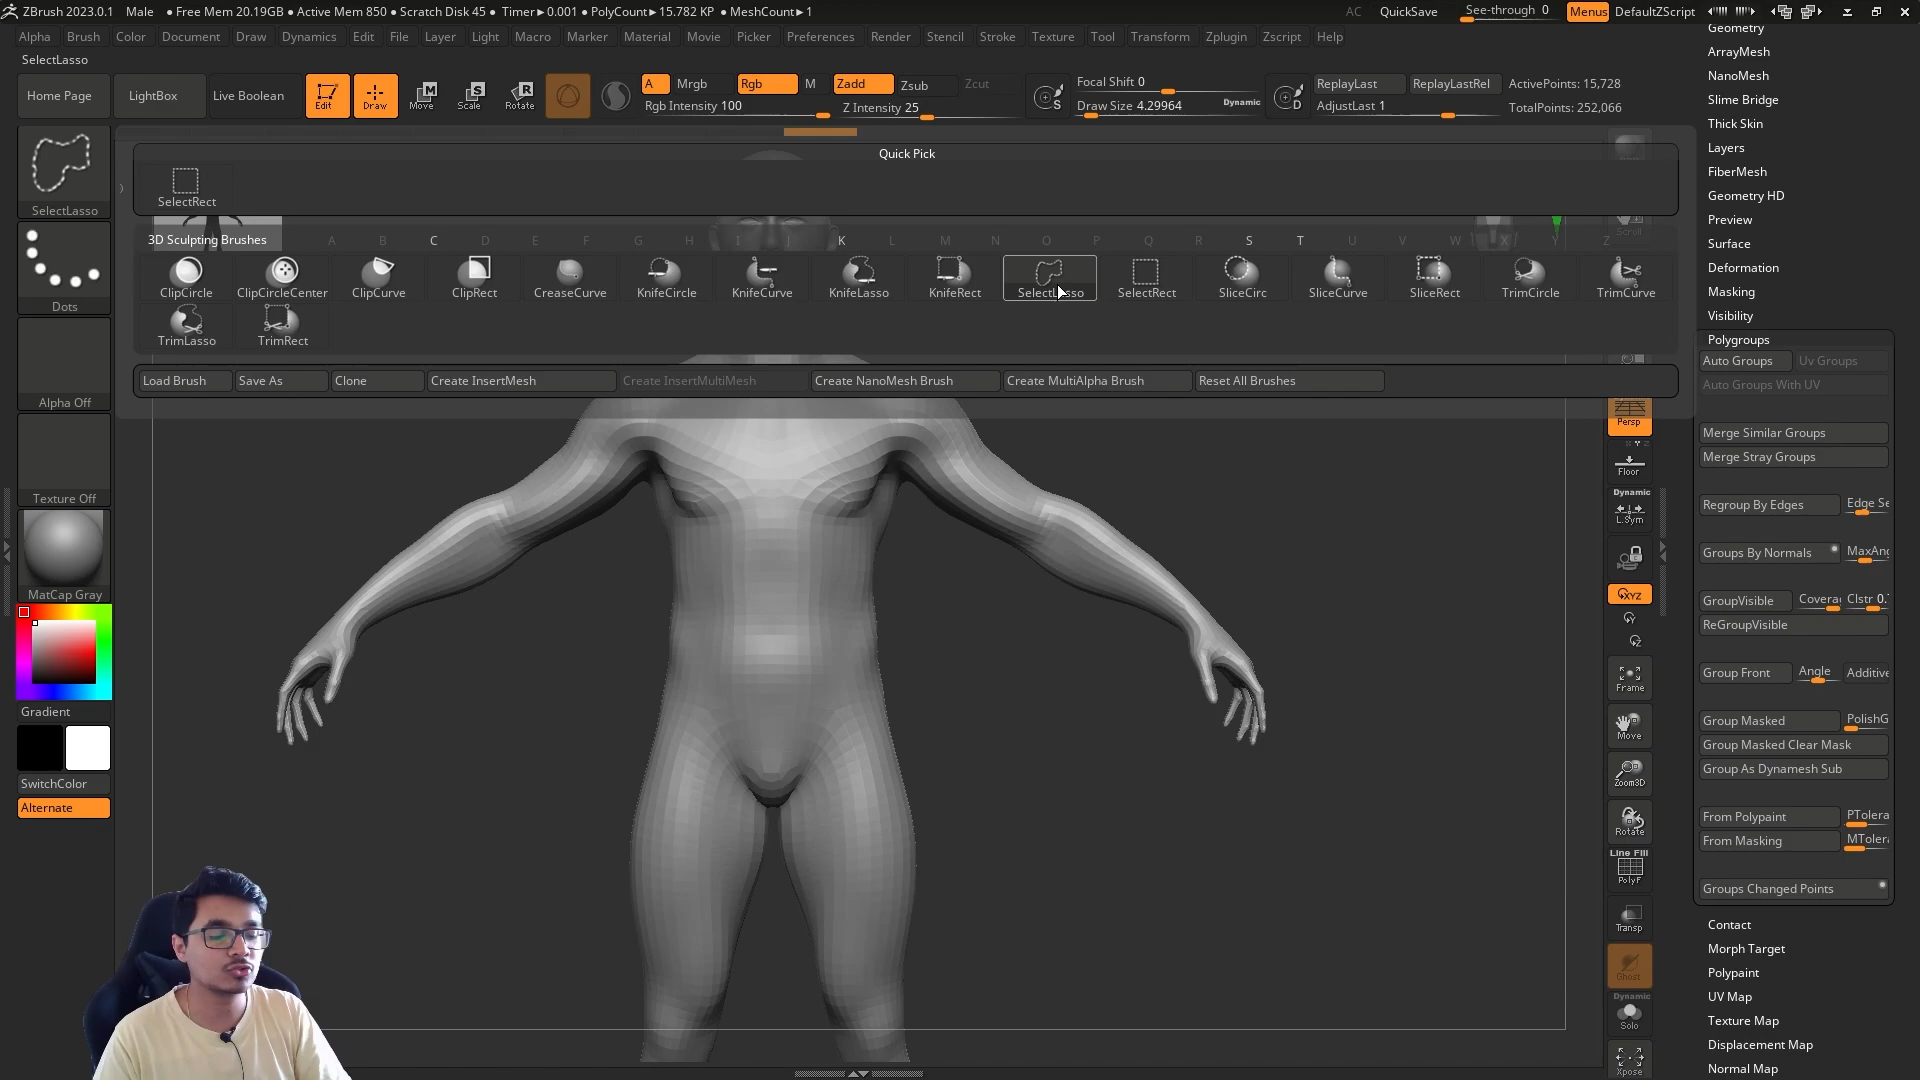 ZBrush 2023.0.1 Male ● Free Mem 20.19GB ● Active Mem 850 ● Scratch Disk 45 ● Timer►0.001 ● PolyCount►15.782 KP ● MeshCount►1 AC QuickSave See-through 0 Menus DefaultZScript
Alpha Brush Color Document Draw Dynamics Edit File Layer Light Macro Marker Material Movie Picker Preferences Render Stencil Stroke Texture Tool Transform Zplugin Zscript Help
SelectLasso
Home Page LightBox Live Boolean Edit Draw Move Scale Rotate
A Mrgb Rgb M Zadd Zsub Zcut
Rgb Intensity 100 Z Intensity 25
S Focal Shift 0
Draw Size 4.29964 Dynamic
D ReplayLast ReplayLastRel ActivePoints: 15,728
AdjustLast 1 TotalPoints: 252,066
SelectLasso
Dots
Alpha Off
Texture Off
MatCap Gray
Gradient
SwitchColor
Alternate
Quick Pick
SelectRect
3D Sculpting Brushes A B C D E F G H I J K L M N O P Q R S T U V W X Y Z
ClipCircle ClipCircleCenter ClipCurve ClipRect CreaseCurve KnifeCircle KnifeCurve KnifeLasso KnifeRect SelectLasso SelectRect SliceCirc SliceCurve SliceRect TrimCircle TrimCurve
TrimLasso TrimRect
Load Brush Save As Clone Create InsertMesh Create InsertMultiMesh Create NanoMesh Brush Create MultiAlpha Brush Reset All Brushes
Scroll
Persp
Floor
Dynamic
L.Sym
XYZ
Y
Z
Frame
Move
Zoom3D
Rotate
Line Fill
PolyF
Transp
Ghost
Dynamic
Solo
Xpose
Geometry
ArrayMesh
NanoMesh
Slime Bridge
Thick Skin
Layers
FiberMesh
Geometry HD
Preview
Surface
Deformation
Masking
Visibility
Polygroups
Auto Groups Uv Groups
Auto Groups With UV
Merge Similar Groups
Merge Stray Groups
Regroup By Edges Edge Se
Groups By Normals MaxAng
GroupVisible Covera Clstr 0.
ReGroupVisible
Group Front Angle Additive
Group Masked PolishG
Group Masked Clear Mask
Group As Dynamesh Sub
From Polypaint PTolera
From Masking MTolera
Groups Changed Points
Contact
Morph Target
Polypaint
UV Map
Texture Map
Displacement Map
Normal Map